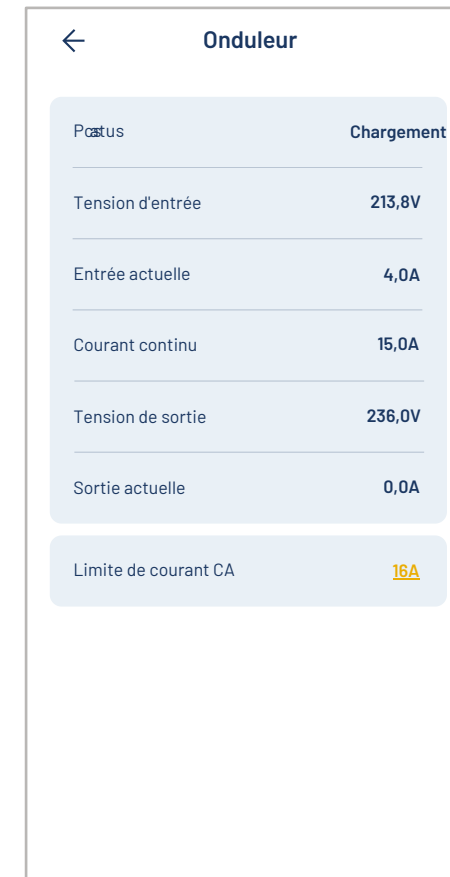 Onduleur
Chargement
Tension d'entrée 213,8V
Entrée actuelle 4,0A
Courant continu 15,0A
Tension de sortie 236,0V
Sortie actuelle 0,0A
Limite de courant CA 16A